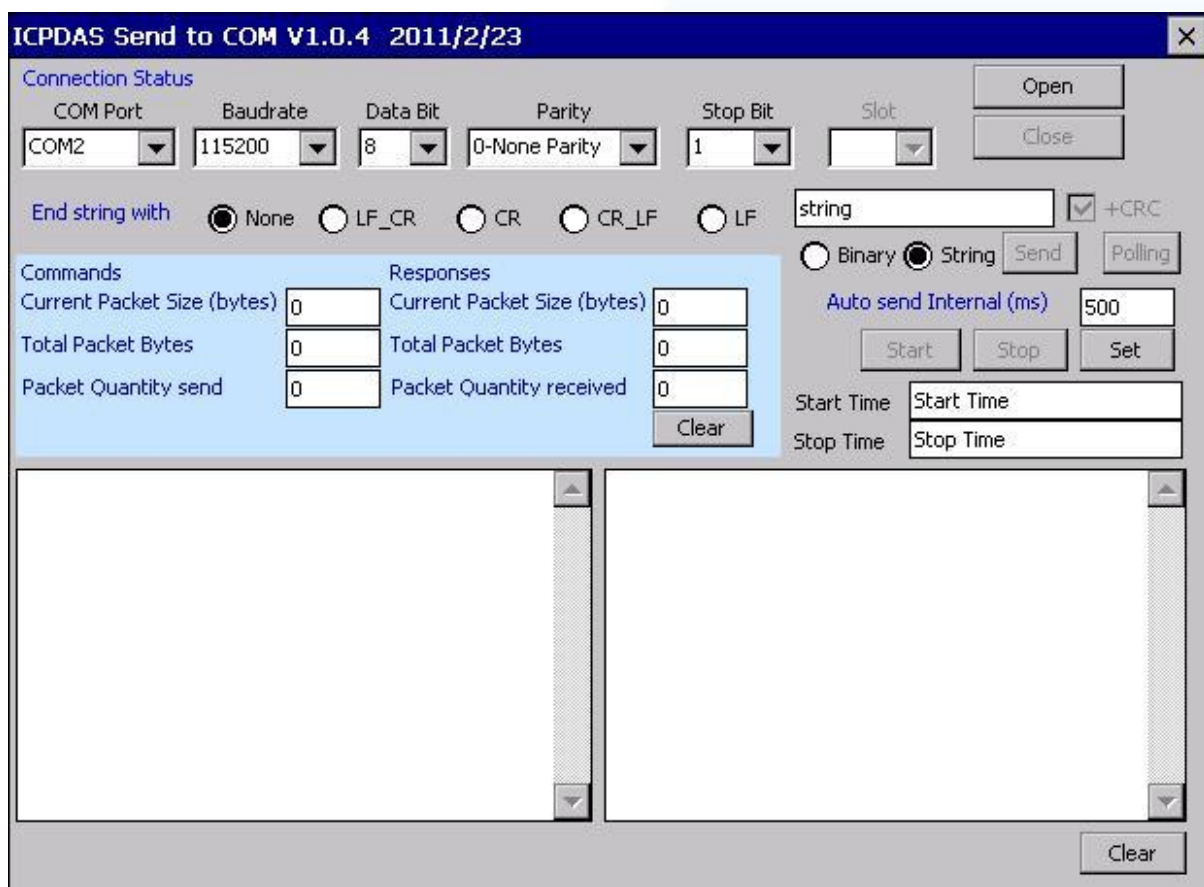 ICPDAS Send to COM V1.0.4 2011/2/23
Connection Status
COM Port Baudrate Data Bit Parity Stop Bit Slot
COM2 115200 8 0-None Parity 1
Open
Close
End string with None LF_CR CR CR_LF LF
string +CRC
Binary String Send Polling
Commands
Current Packet Size (bytes) 0
Total Packet Bytes 0
Packet Quantity send 0
Responses
Current Packet Size (bytes) 0
Total Packet Bytes 0
Packet Quantity received 0
Clear
Auto send Internal (ms) 500
Start Stop Set
Start Time Start Time
Stop Time Stop Time
Clear